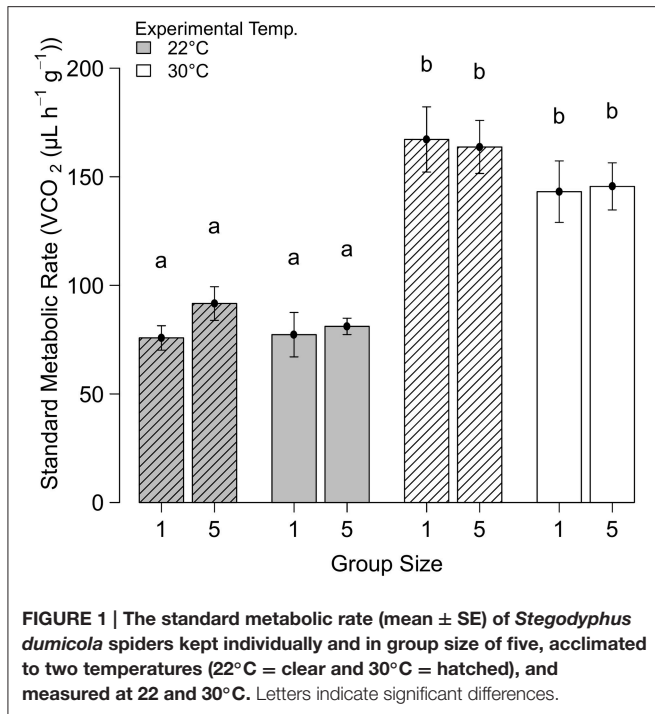 Experimental Temp.
22°C
30°C
Standard Metabolic Rate (VCO₂ (µL h⁻¹ g⁻¹))
200
150
100
50
0
a
a
a
a
b
b
b
b
1
5
1
5
1
5
1
5
Group Size
FIGURE 1 | The standard metabolic rate (mean ± SE) of Stegodyphus
dumicola spiders kept individually and in group size of five, acclimated
to two temperatures (22°C = clear and 30°C = hatched), and
measured at 22 and 30°C. Letters indicate significant differences.